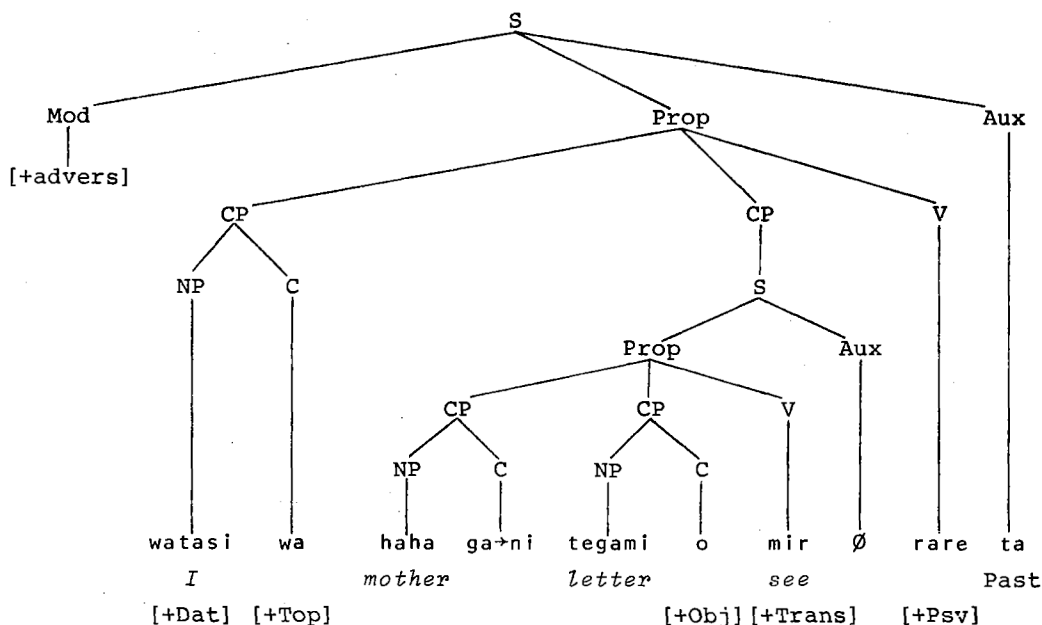 S
Mod Prop Aux
[+advers]
CP CP V
NP C S
Prop Aux
CP CP V
NP C NP C
watasi wa haha ga→ni tegami o mir Ø rare ta
I mother letter see Past
[+Dat] [+Top] [+Obj] [+Trans] [+Psv]